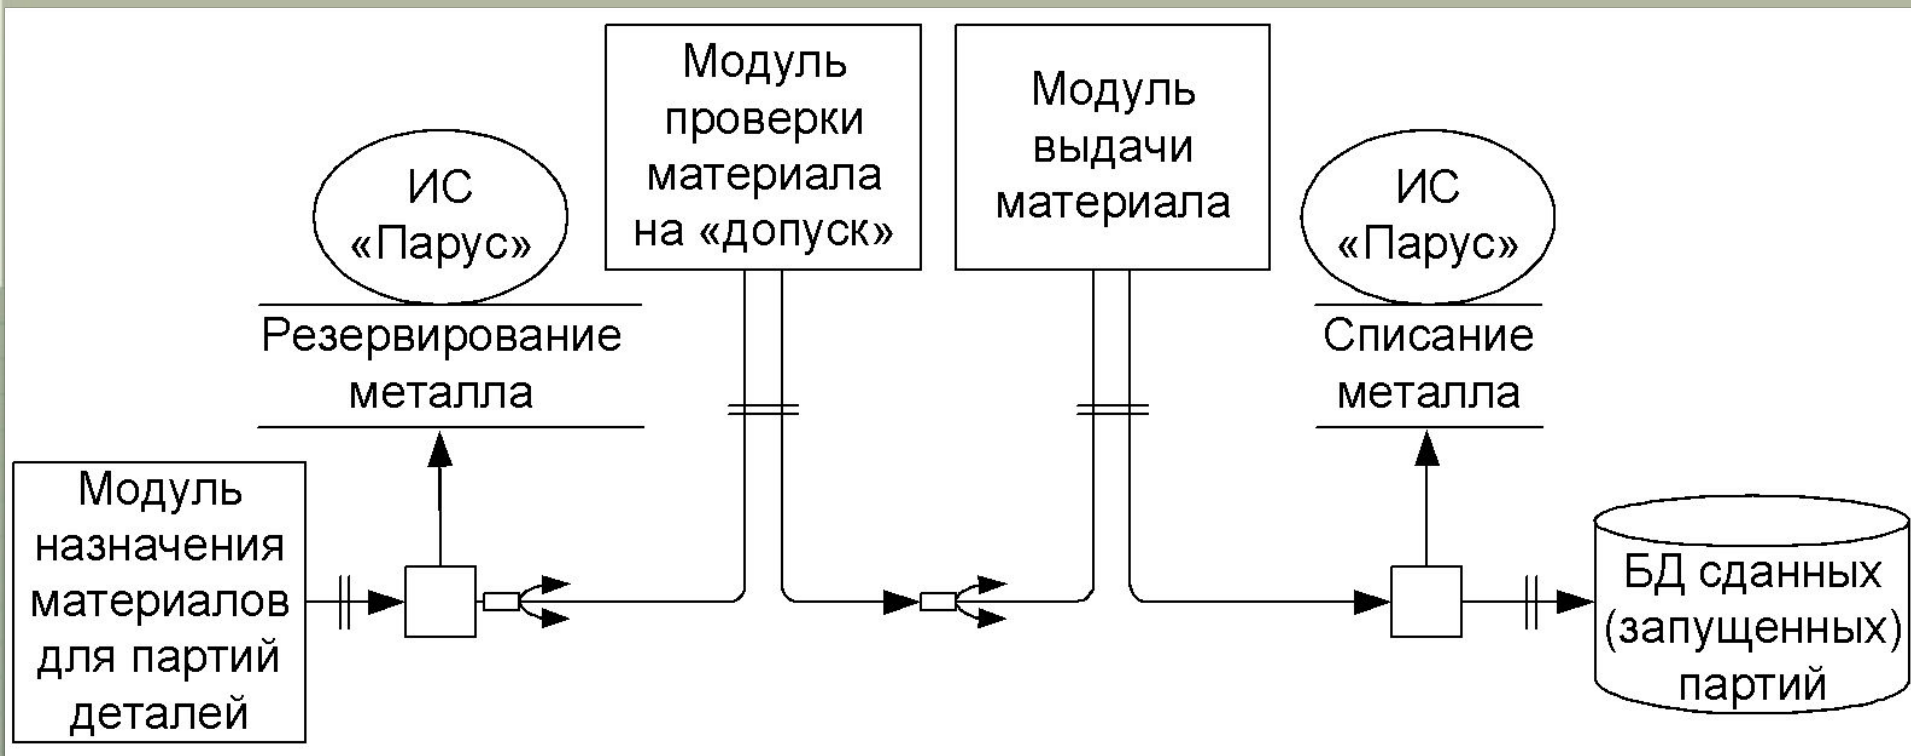 Модуль
проверки
материала
на «допуск»
Модуль
выдачи
материала
ИС
«Парус»
ИС
«Парус»
Резервирование
металла
Списание
металла
Модуль
назначения
материалов
для партий
деталей
БД сданных
(запущенных)
партий